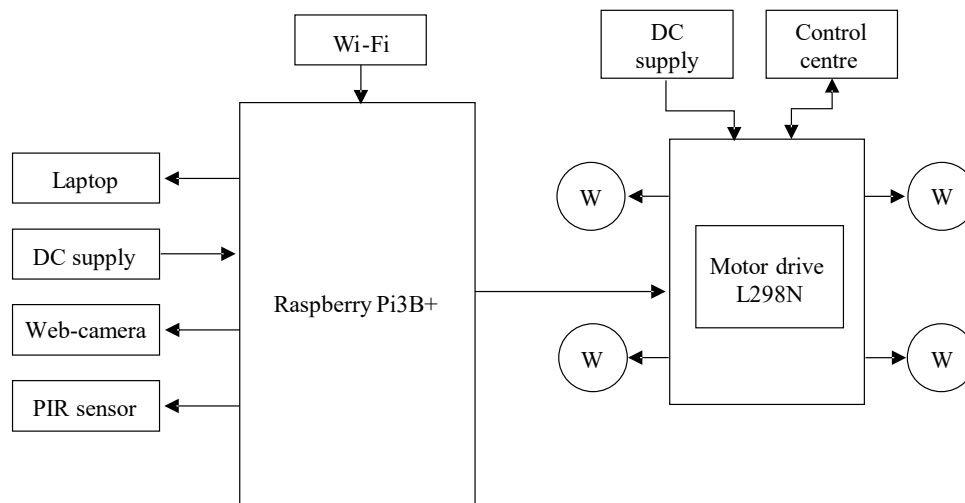 Wi-Fi
DC
supply
Control
centre
Laptop
DC supply
Web-camera
PIR sensor
Raspberry Pi3B+
W
W
Motor drive
L298N
W
W